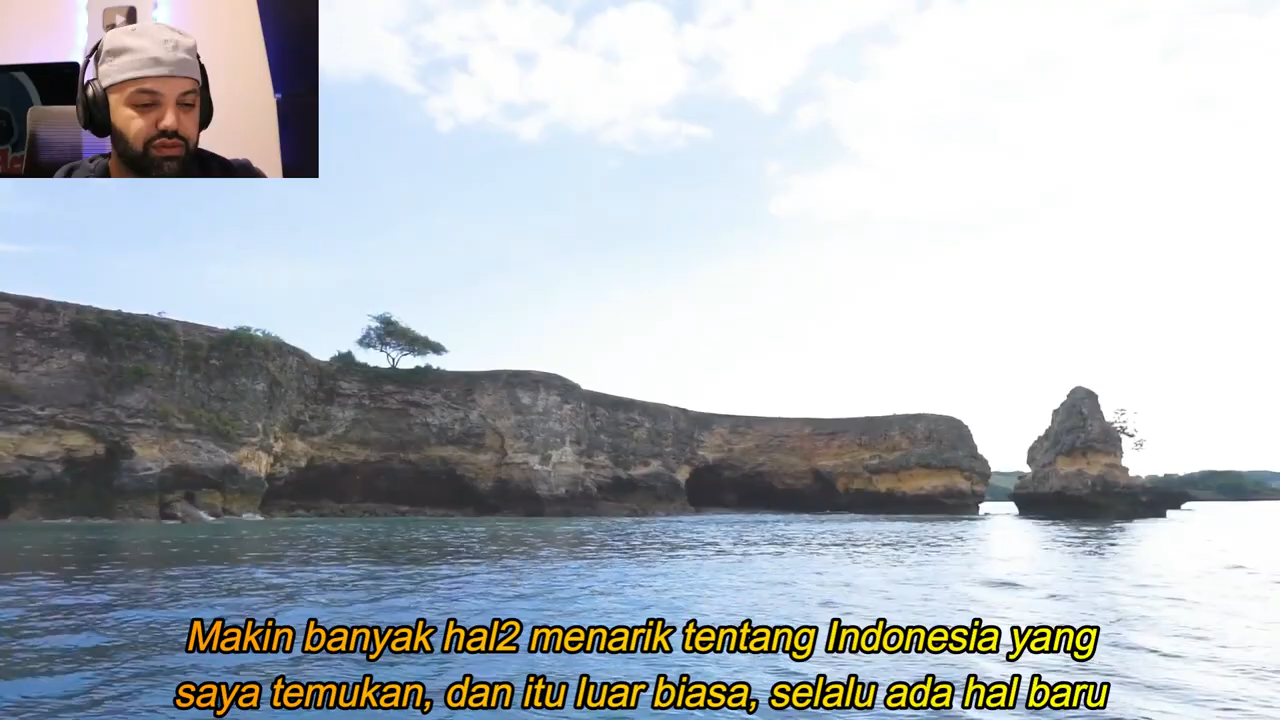 Makin banyak hal2 menarik tentang Indonesia yang
saya temukan, dan itu luar biasa, selalu ada hal baru